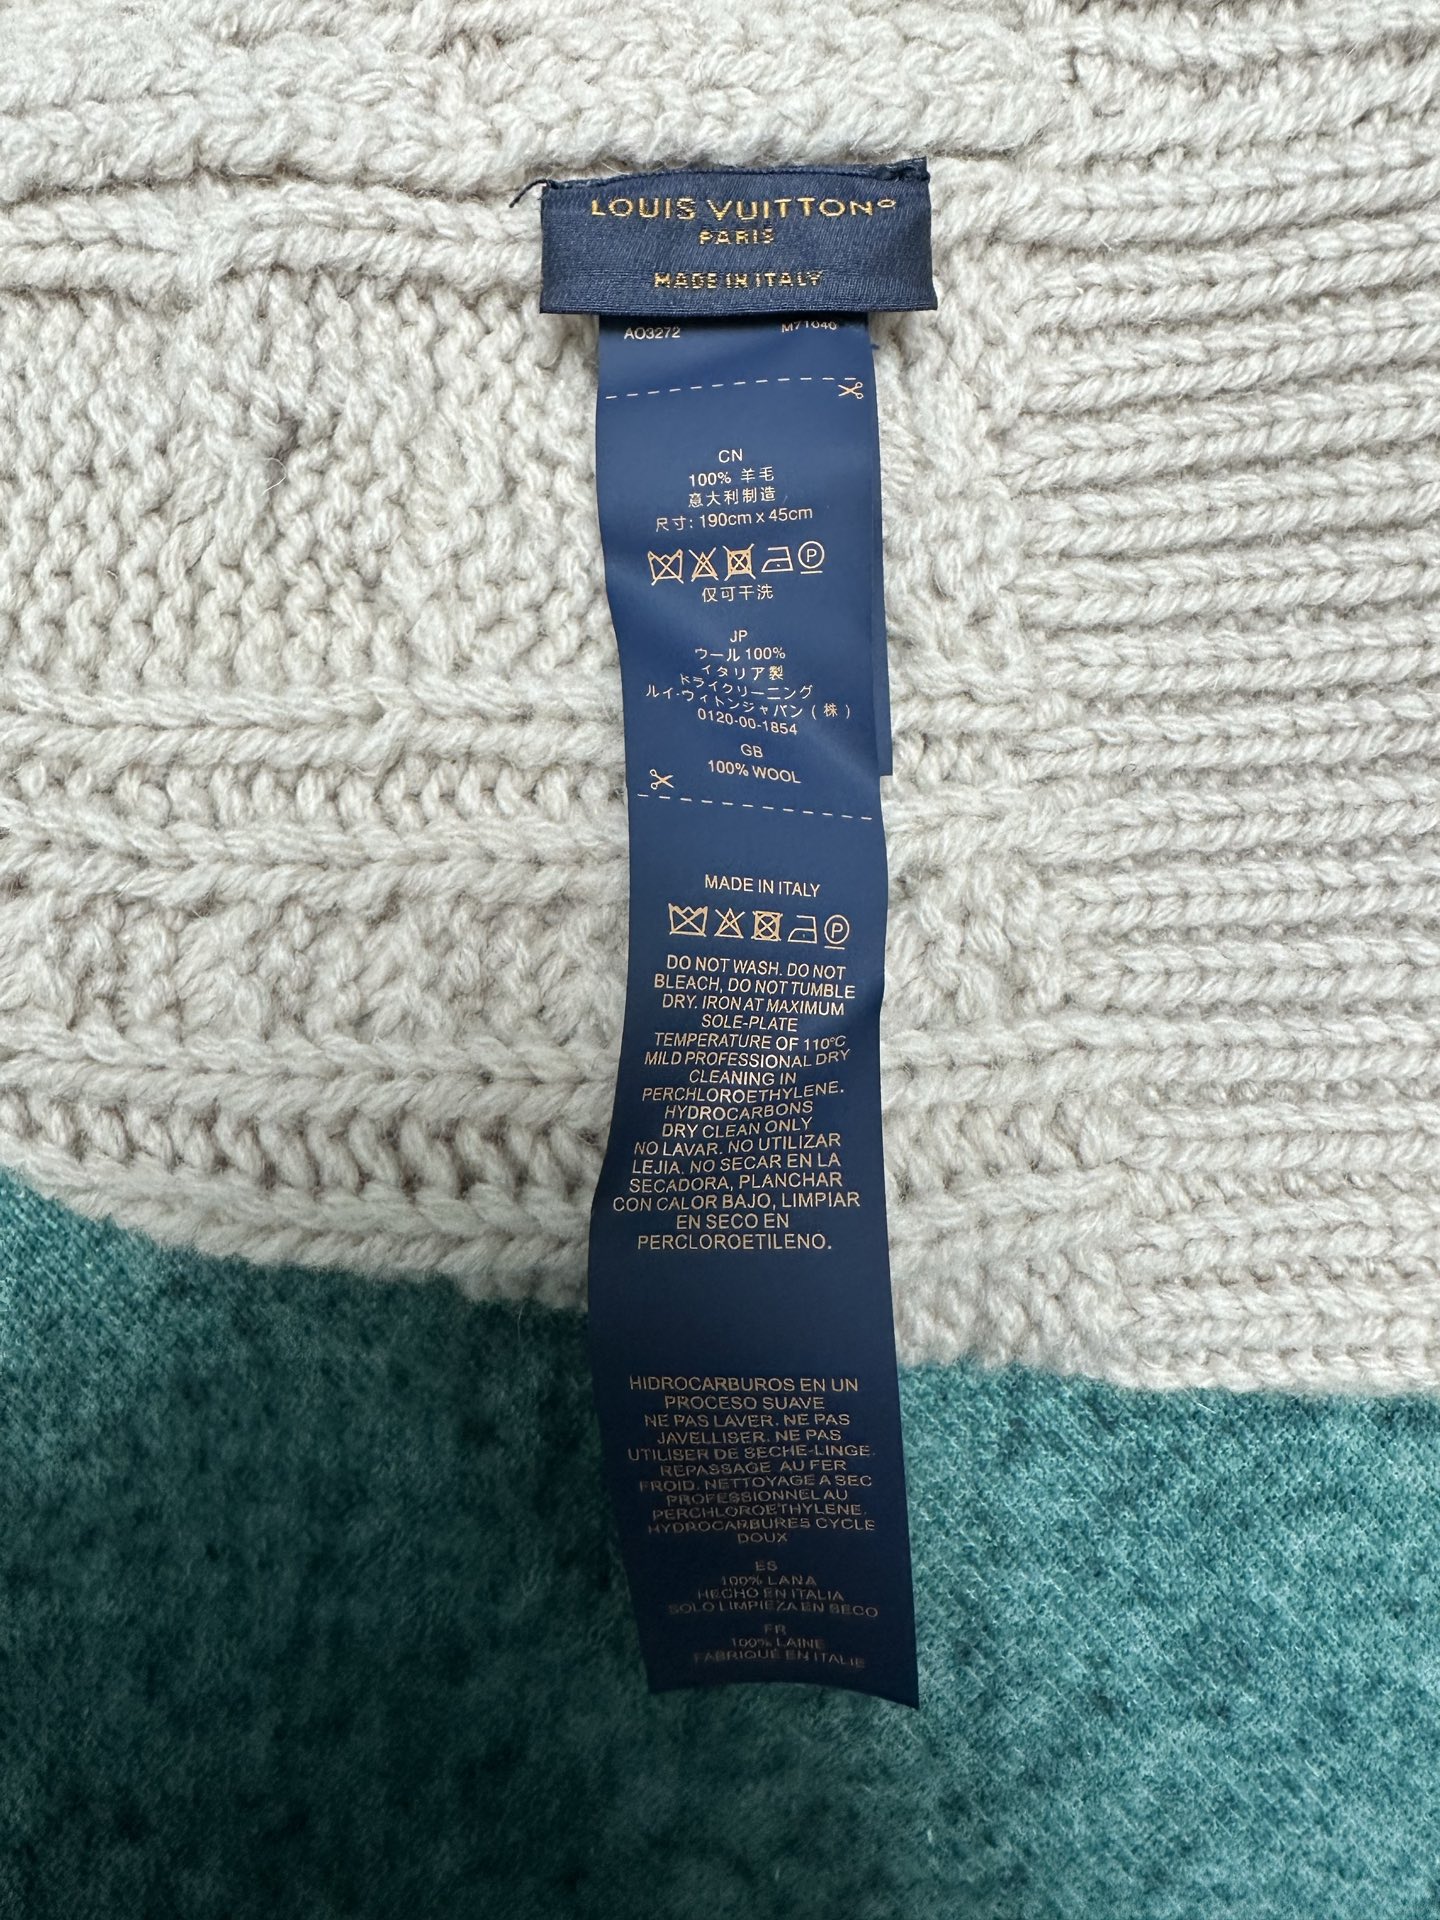 LOUIS VUITTON
PARIS
MADE IN ITALY
AO3272 M71040
CN
100% 羊毛
意大利制造
尺寸: 190cm x 45cm
P
仅可干洗
JP
ウール 100%
イタリア製
ドライクリーニング
ルイ・ヴィトンジャパン (株)
0120-00-1854
GB
100% WOOL
MADE IN ITALY
P
DO NOT WASH. DO NOT
BLEACH, DO NOT TUMBLE
DRY. IRON AT MAXIMUM
SOLE-PLATE
TEMPERATURE OF 110°C
MILD PROFESSIONAL DRY
CLEANING IN
PERCHLOROETHYLENE.
HYDROCARBONS
DRY CLEAN ONLY
NO LAVAR. NO UTILIZAR
LEJIA. NO SECAR EN LA
SECADORA, PLANCHAR
CON CALOR BAJO, LIMPIAR
EN SECO EN
PERCLOROETILENO.
HIDROCARBUROS EN UN
PROCESO SUAVE
NE PAS LAVER. NE PAS
JAVELLISER. NE PAS
UTILISER DE SECHE-LINGE.
REPASSAGE AU FER
FROID. NETTOYAGE A SEC
PROFESSIONNEL AU
PERCHLOROETHYLENE.
HYDROCARBURES CYCLE
DOUX
ES
100% LANA
HECHO EN ITALIA
SOLO LIMPIEZA EN SECO
FR
100% LAINE
FABRIQUÉ EN ITALIE